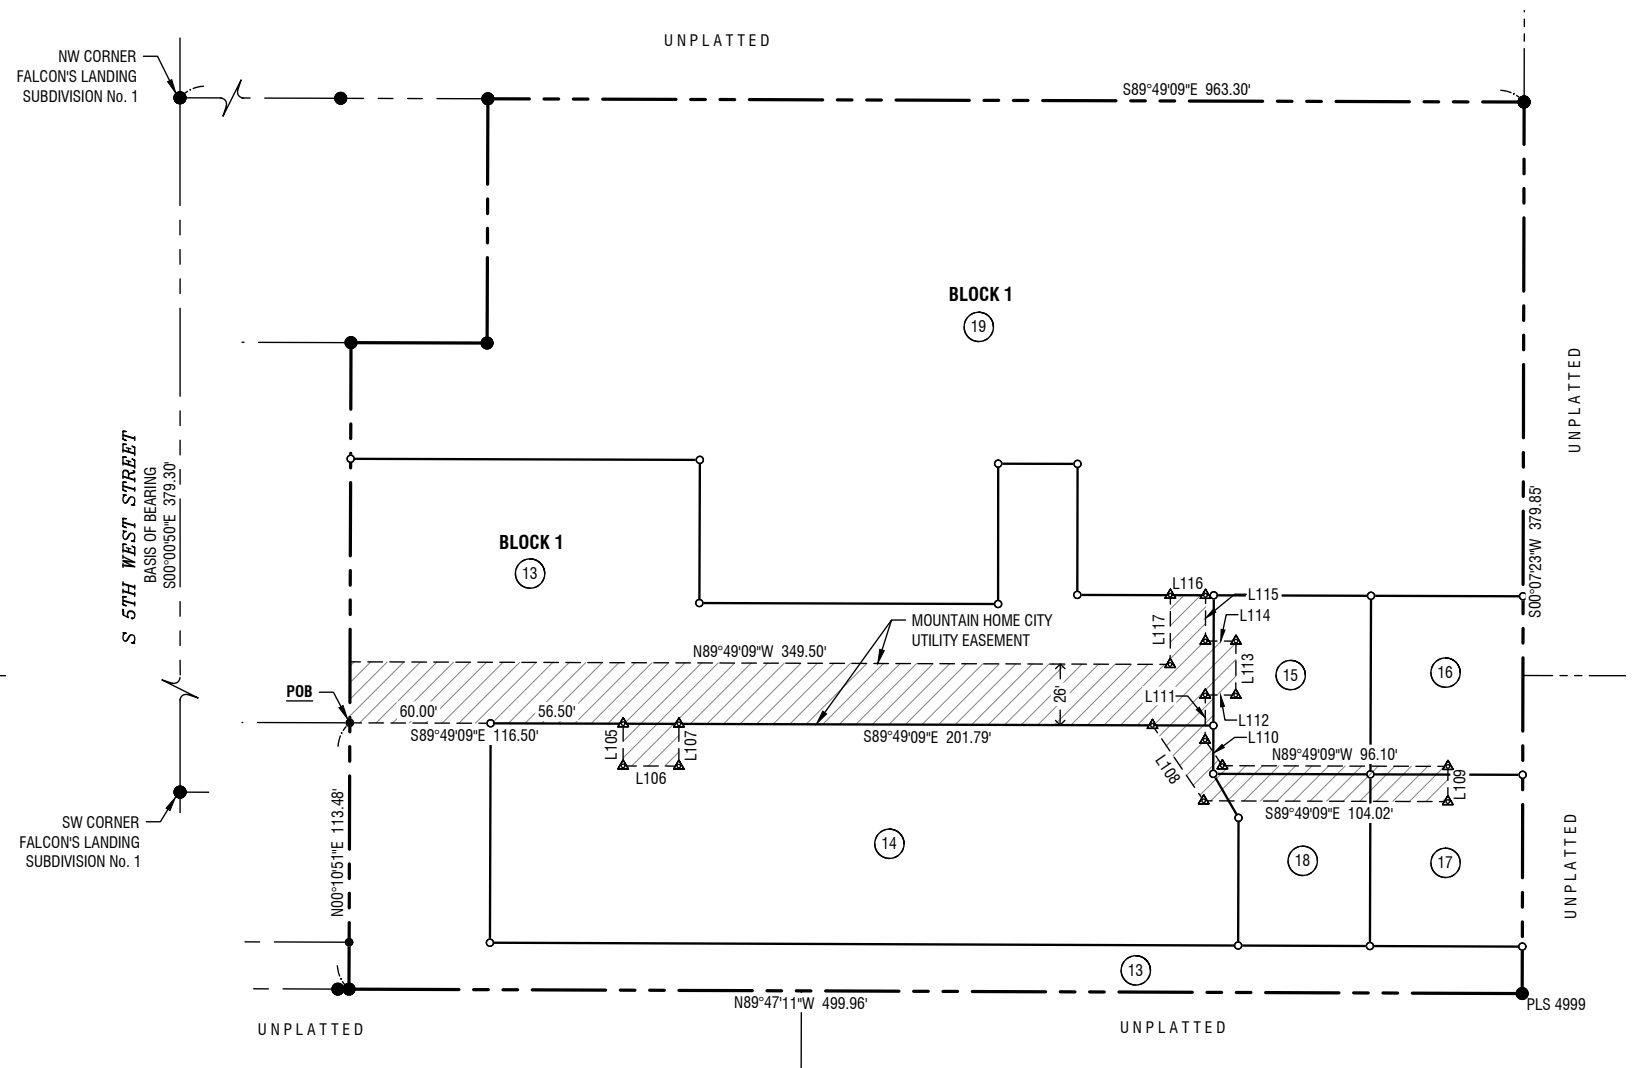 UNPLATTED
NW CORNER
FALCON'S LANDING
SUBDIVISION No. 1
S89°49'09"E 963.30'
BLOCK 1
19
UNPLATTED
S 5TH WEST STREET
BASIS OF BEARING
S00°00'50"E 379.30'
S00°07'23"W 379.85'
BLOCK 1
13
L116
L115
L114
L117
MOUNTAIN HOME CITY
UTILITY EASEMENT
N89°49'09"W 349.50'
L113
15
16
26'
POB
L111
60.00'
56.50'
L112
S89°49'09"E 116.50'
L105
L107
S89°49'09"E 201.79'
L110
N89°49'09"W 96.10'
L106
L108
L109
S89°49'09"E 104.02'
SW CORNER
FALCON'S LANDING
SUBDIVISION No. 1
N00°10'51"E 113.48'
14
18
17
UNPLATTED
13
N89°47'11"W 499.96'
PLS 4999
UNPLATTED
UNPLATTED